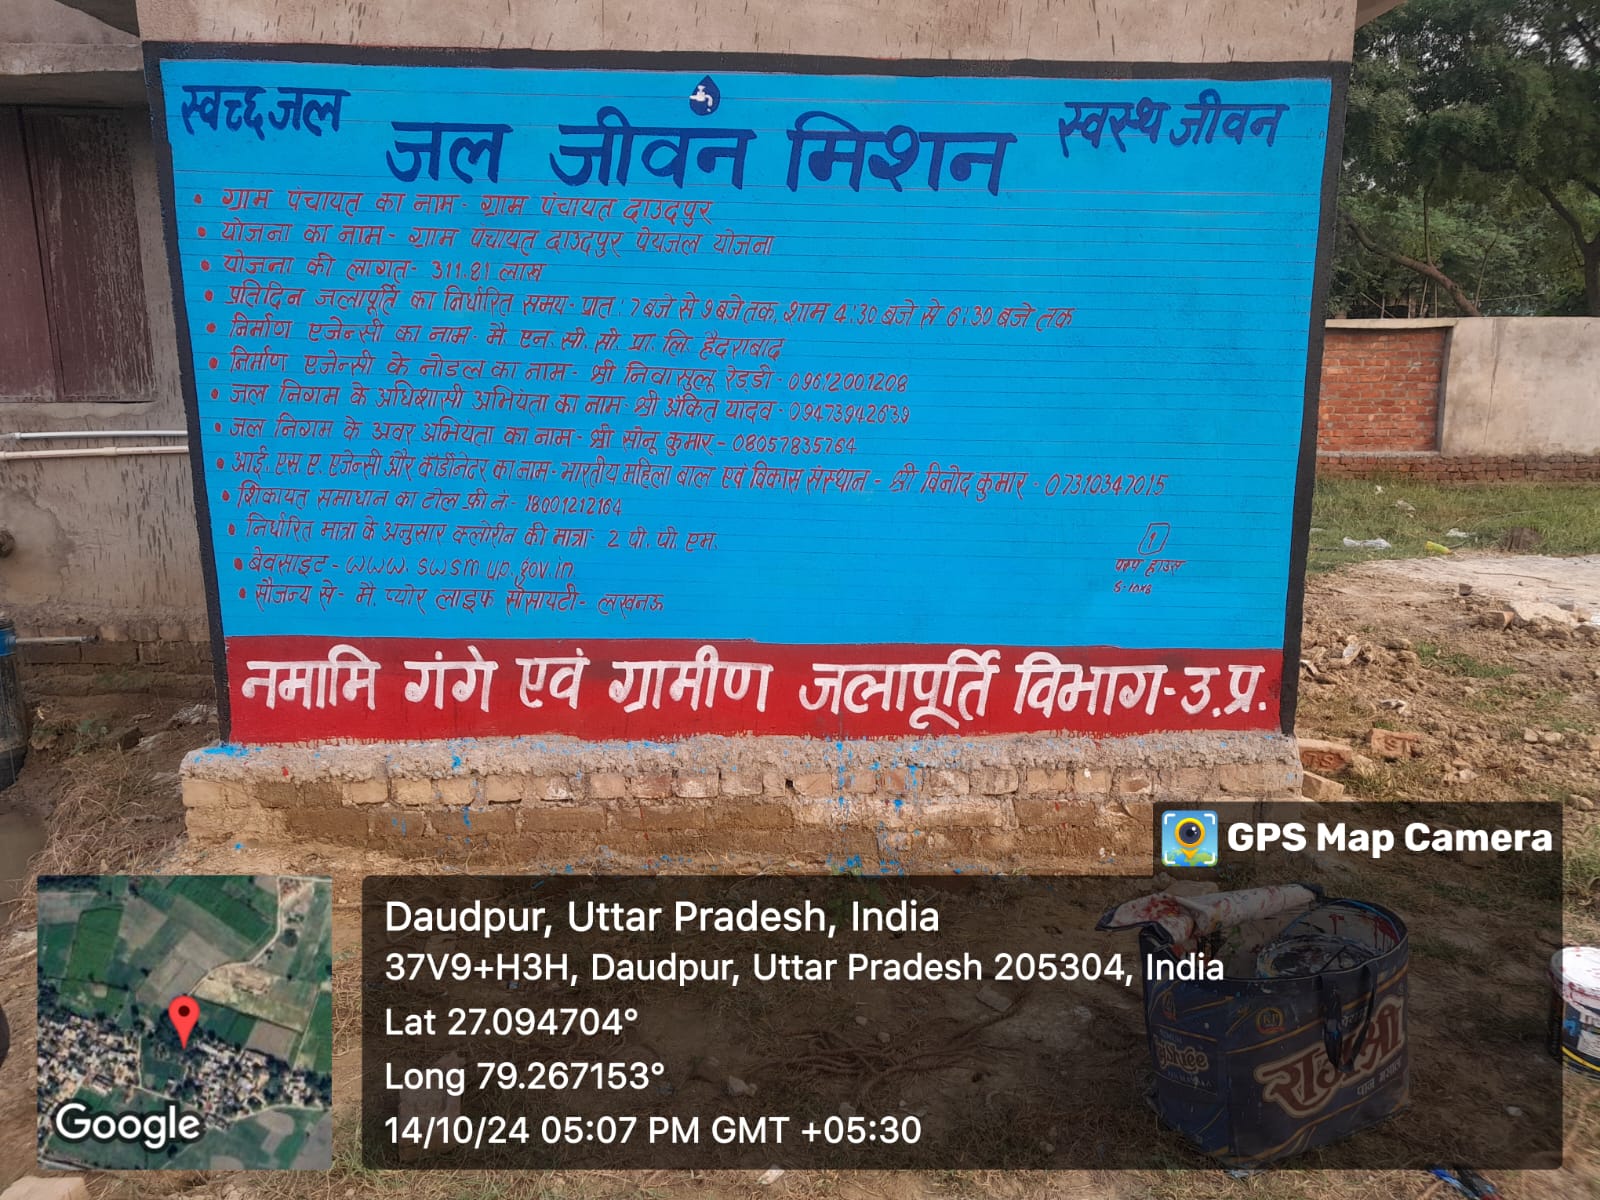 स्वच्छ जल
जल जीवन मिशन
स्वस्थ जीवन
• ग्राम पंचायत का नाम - ग्राम पंचायत दाउदपुर
• योजना का नाम - ग्राम पंचायत दाउदपुर पेयजल योजना
• योजना की लागत - 311.81 लाख
• प्रतिदिन जलापूर्ति का निर्धारित समय - प्रात: 7 बजे से 9 बजे तक, शाम 4:30 बजे से 6:30 बजे तक
• निर्माण एजेन्सी का नाम - मै. एन. सी. सी. प्रा. लि. हैदराबाद
• निर्माण एजेन्सी के नोडल का नाम - श्री निवासुलू रेड्डी - 09612001208
• जल निगम के अधिशासी अभियंता का नाम - श्री अंकित यादव - 09473942639
• जल निगम के अवर अभियंता का नाम - श्री सोनू कुमार - 08057835764
• आई. एस. ए. एजेन्सी और कॉर्डीनेटर का नाम - भारतीय महिला बाल एवं विकास संस्थान - श्री विनोद कुमार - 07310347015
• शिकायत समाधान का टोल फ्री नं - 18001212164
• निर्धारित मात्रा के अनुसार क्लोरीन की मात्रा - 2 पी. पी. एम.
• बेवसाइट - www. swsm.up.gov.in.
• सौजन्य से - मै. प्योर लाइफ सौसायटी - लखनऊ
1
पम्प हाउस
नमामि गंगे एवं ग्रामीण जलापूर्ति विभाग - उ.प्र.
GPS Map Camera
Daudpur, Uttar Pradesh, India
37V9+H3H, Daudpur, Uttar Pradesh 205304, India
Lat 27.094704°
Long 79.267153°
14/10/24 05:07 PM GMT +05:30
Google
राजश्री
पान मसाला